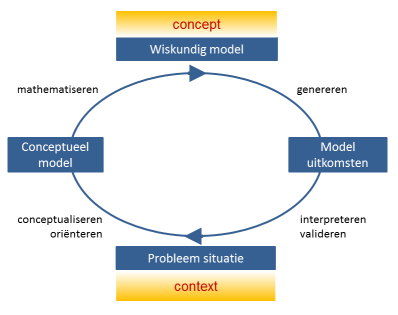 concept
Wiskundig model
mathematiseren
genereren
Conceptueel
model
Model
uitkomsten
conceptualiseren
oriënteren
interpreteren
valideren
Probleem situatie
context